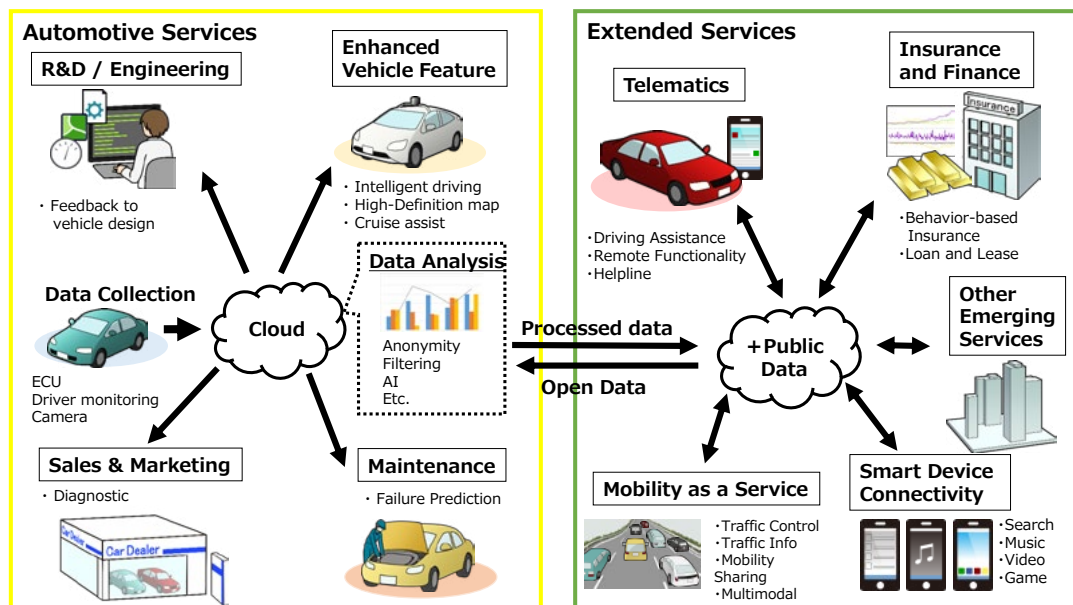 Automotive Services
R&D / Engineering
・Feedback to
vehicle design
Enhanced
Vehicle Feature
・Intelligent driving
・High-Definition map
・Cruise assist
Data Collection
ECU
Driver monitoring
Camera
Cloud
Data Analysis
Anonymity
Filtering
AI
Etc.
Sales & Marketing
・Diagnostic
Car Dealer
Maintenance
・Failure Prediction
Processed data
Open Data
Extended Services
Telematics
・Driving Assistance
・Remote Functionality
・Helpline
Insurance
and Finance
Insurance
・Behavior-based
Insurance
・Loan and Lease
+Public
Data
Other
Emerging
Services
Mobility as a Service
・Traffic Control
・Traffic Info
・Mobility
Sharing
・Multimodal
Smart Device
Connectivity
・Search
・Music
・Video
・Game